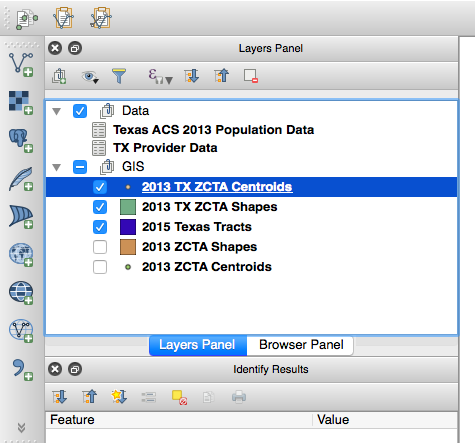 Layers Panel
Data
Texas ACS 2013 Population Data
TX Provider Data
GIS
2013 TX ZCTA Centroids
2013 TX ZCTA Shapes
2015 Texas Tracts
2013 ZCTA Shapes
2013 ZCTA Centroids
Layers Panel Browser Panel
Identify Results
Feature Value